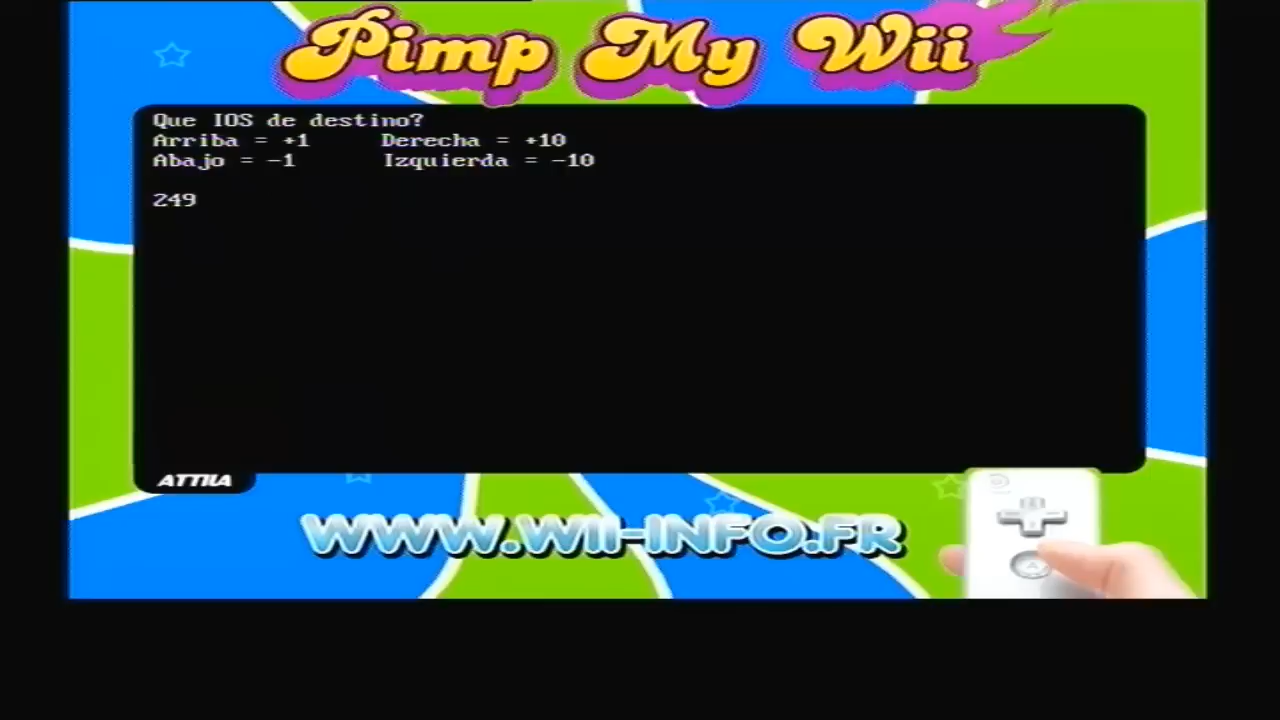 Pimp My Wii
Que IOS de destino?
Arriba = +1 Derecha = +10
Abajo = -1 Izquierda = -10
249
ATTILA
WWW.WII-INFO.FR
A